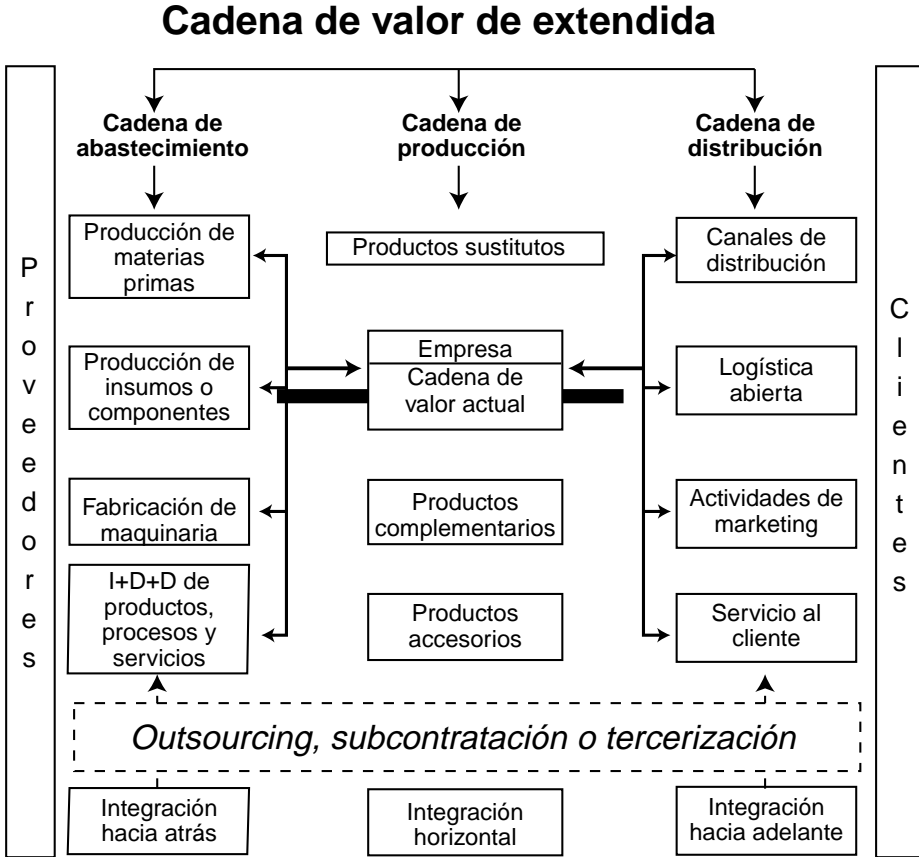 Cadena de valor de extendida
Proveedores
Cadena de
abastecimiento
Producción de
materias
primas
Producción de
insumos o
componentes
Fabricación de
maquinaria
I+D+D de
productos,
procesos y
servicios
Cadena de
producción
Productos sustitutos
Empresa
Cadena de
valor actual
Productos
complementarios
Productos
accesorios
Cadena de
distribución
Canales de
distribución
Logística
abierta
Actividades de
marketing
Servicio al
cliente
Clientes
Outsourcing, subcontratación o tercerización
Integración
hacia atrás
Integración
horizontal
Integración
hacia adelante